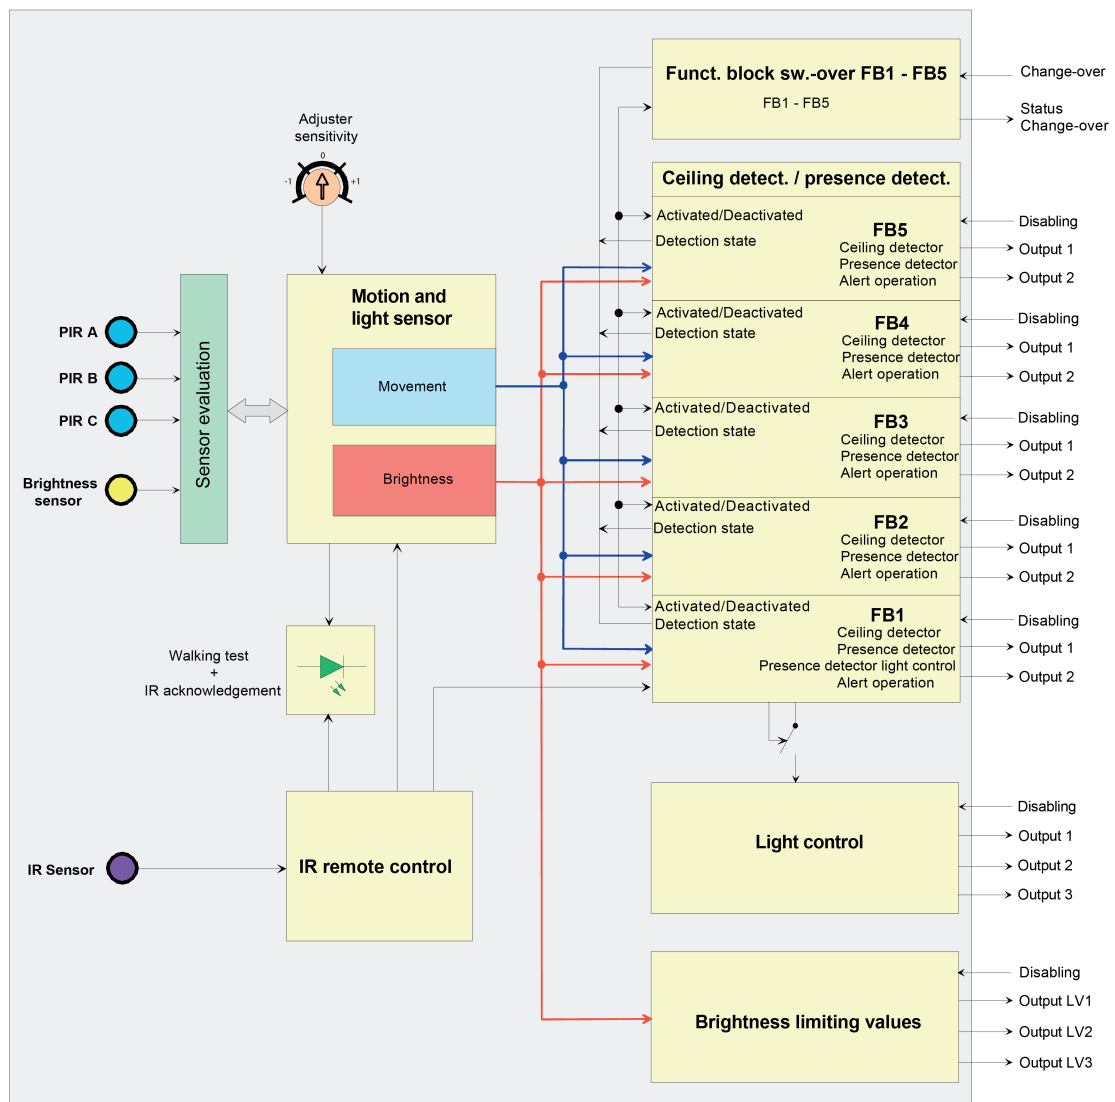 Funct. block sw.-over FB1 - FB5
FB1 - FB5
Change-over
Status
Change-over
Adjuster
sensitivity
-1
0
+1
Ceiling detect. / presence detect.
Activated/Deactivated
Detection state
FB5
Ceiling detector
Presence detector
Alert operation
Disabling
Output 1
Output 2
Activated/Deactivated
Detection state
FB4
Ceiling detector
Presence detector
Alert operation
Disabling
Output 1
Output 2
Activated/Deactivated
Detection state
FB3
Ceiling detector
Presence detector
Alert operation
Disabling
Output 1
Output 2
Activated/Deactivated
Detection state
FB2
Ceiling detector
Presence detector
Alert operation
Disabling
Output 1
Output 2
Activated/Deactivated
Detection state
FB1
Ceiling detector
Presence detector
Presence detector light control
Alert operation
Disabling
Output 1
Output 2
PIR A
PIR B
PIR C
Brightness
sensor
Sensor evaluation
Motion and
light sensor
Movement
Brightness
Walking test
+
IR acknowledgement
IR Sensor
IR remote control
Light control
Disabling
Output 1
Output 2
Output 3
Brightness limiting values
Disabling
Output LV1
Output LV2
Output LV3